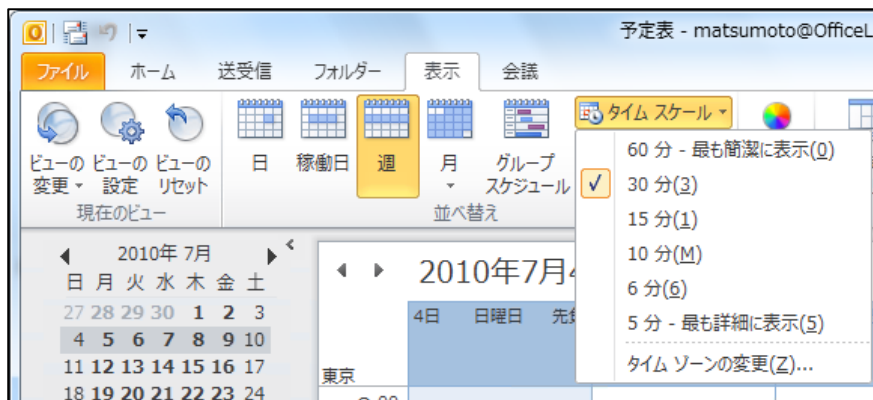 予定表 - matsumoto@OfficeL
ファイル ホーム 送受信 フォルダー 表示 会議
ビューの変更 ビューの設定 ビューのリセット 日 稼働日 週 月 グループ スケジュール タイム スケール
現在のビュー 並べ替え
60 分 - 最も簡潔に表示(0)
30 分(3)
15 分(1)
10 分(M)
6 分(6)
5 分 - 最も詳細に表示(5)
タイム ゾーンの変更(Z)...
2010年 7月
日 月 火 水 木 金 土
27 28 29 30 1 2 3
4 5 6 7 8 9 10
11 12 13 14 15 16 17
18 19 20 21 22 23 24
2010年7月4
4日 日曜日 先
東京